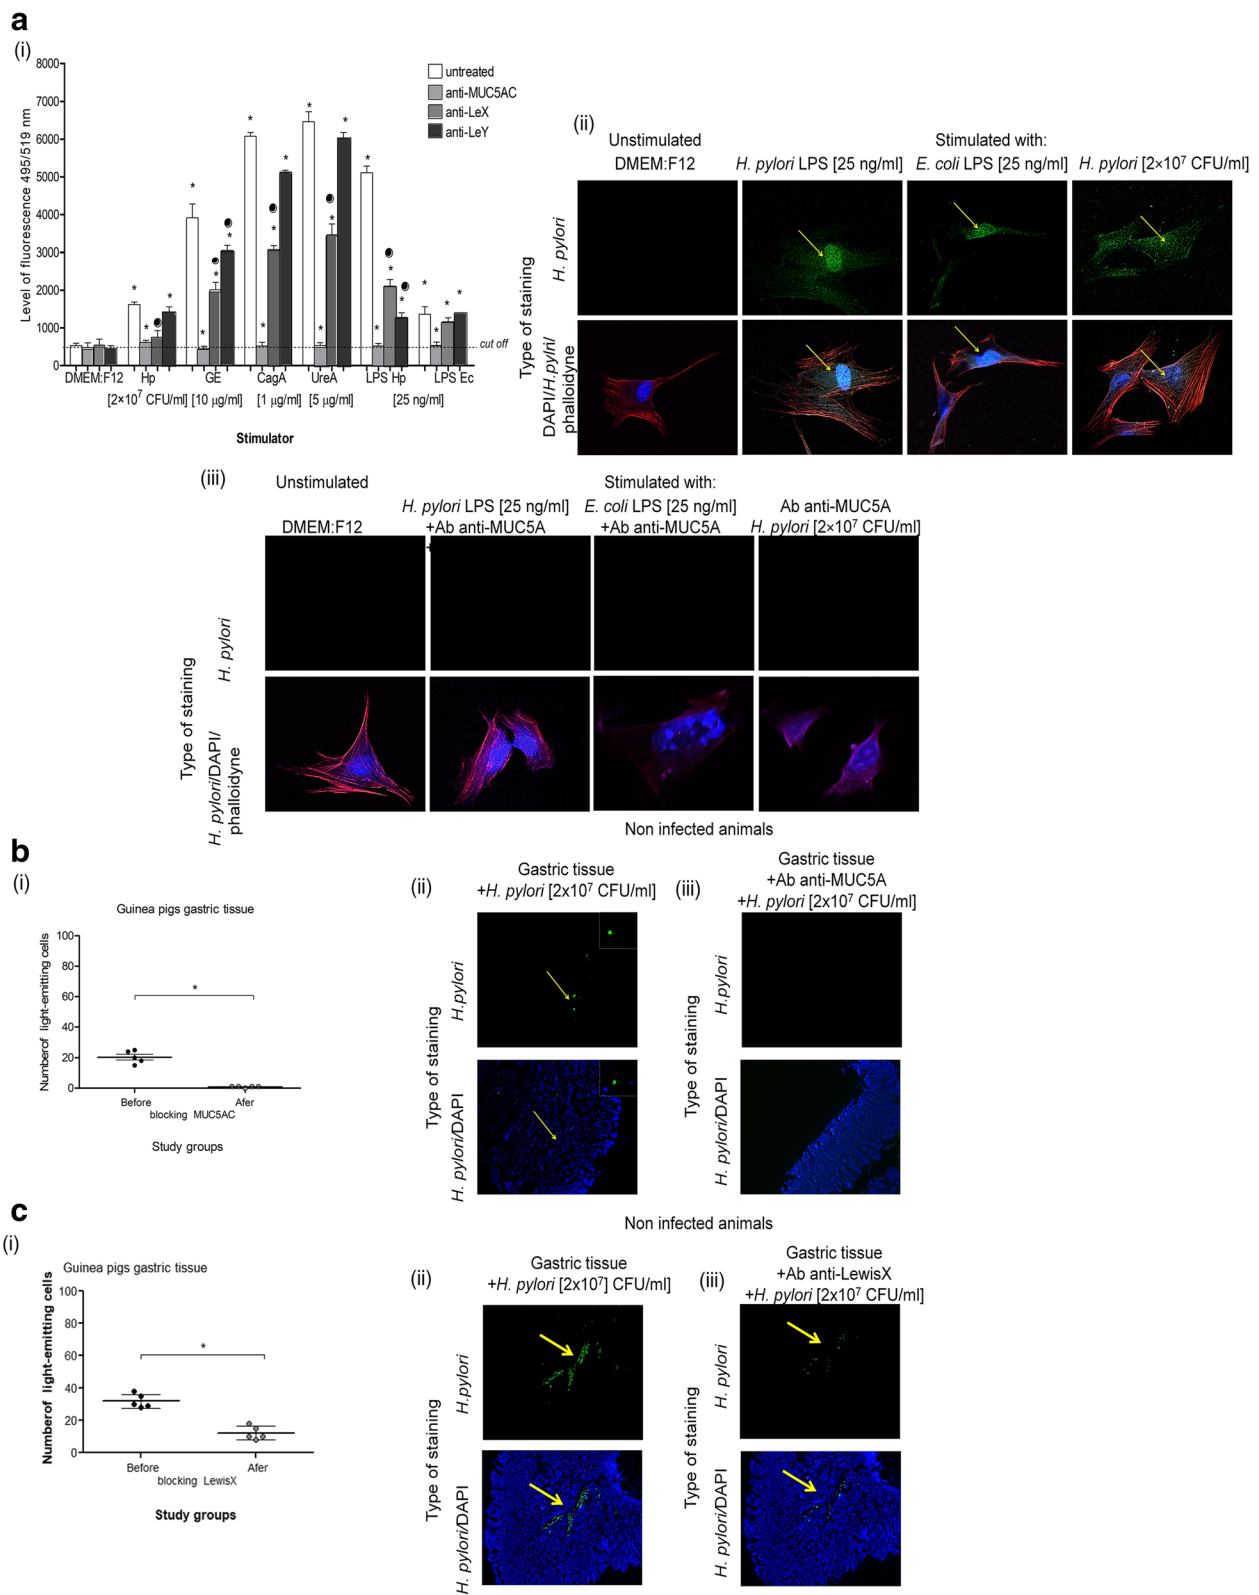 a
(i)
8000
7000
6000
5000
4000
3000
2000
1000
0
Level of fluorescence 495/519 nm
untreated
anti-MUC5AC
anti-LeX
anti-LeY
cut off
DMEM:F12 Hp GE CagA UreA LPS Hp LPS Ec
[2×10⁷ CFU/ml] [10 µg/ml] [1 µg/ml] [5 µg/ml] [25 ng/ml]
Stimulator
(ii)
Unstimulated Stimulated with:
DMEM:F12 H. pylori LPS [25 ng/ml] E. coli LPS [25 ng/ml] H. pylori [2×10⁷ CFU/ml]
Type of staining
H. pylori
DAPI/H.pylri/
phalloidyne
(iii)
Unstimulated Stimulated with:
H. pylori LPS [25 ng/ml] E. coli LPS [25 ng/ml] Ab anti-MUC5A
DMEM:F12 +Ab anti-MUC5A +Ab anti-MUC5A H. pylori [2×10⁷ CFU/ml]
Type of staining
H. pylori
H. pylori/DAPI/
phalloidyne
Non infected animals
b
(i)
Guinea pigs gastric tissue
Numberof light-emitting cells
100
80
60
40
20
0
*
Before Afer
blocking MUC5AC
Study groups
(ii)
Gastric tissue
+H. pylori [2x10⁷ CFU/ml]
Type of staining
H.pylori
H. pylori/DAPI
(iii)
Gastric tissue
+Ab anti-MUC5A
+H. pylori [2x10⁷ CFU/ml]
Type of staining
H.pylori
H. pylori/DAPI
Non infected animals
c
(i)
Guinea pigs gastric tissue
Numberof light-emitting cells
100
80
60
40
20
0
*
Before Afer
blocking LewisX
Study groups
(ii)
Gastric tissue
+H. pylori [2x10⁷] CFU/ml]
Type of staining
H.pylori
H. pylori/DAPI
(iii)
Gastric tissue
+Ab anti-LewisX
+H. pylori [2x10⁷ CFU/ml]
Type of staining
H. pylori
H. pylori/DAPI